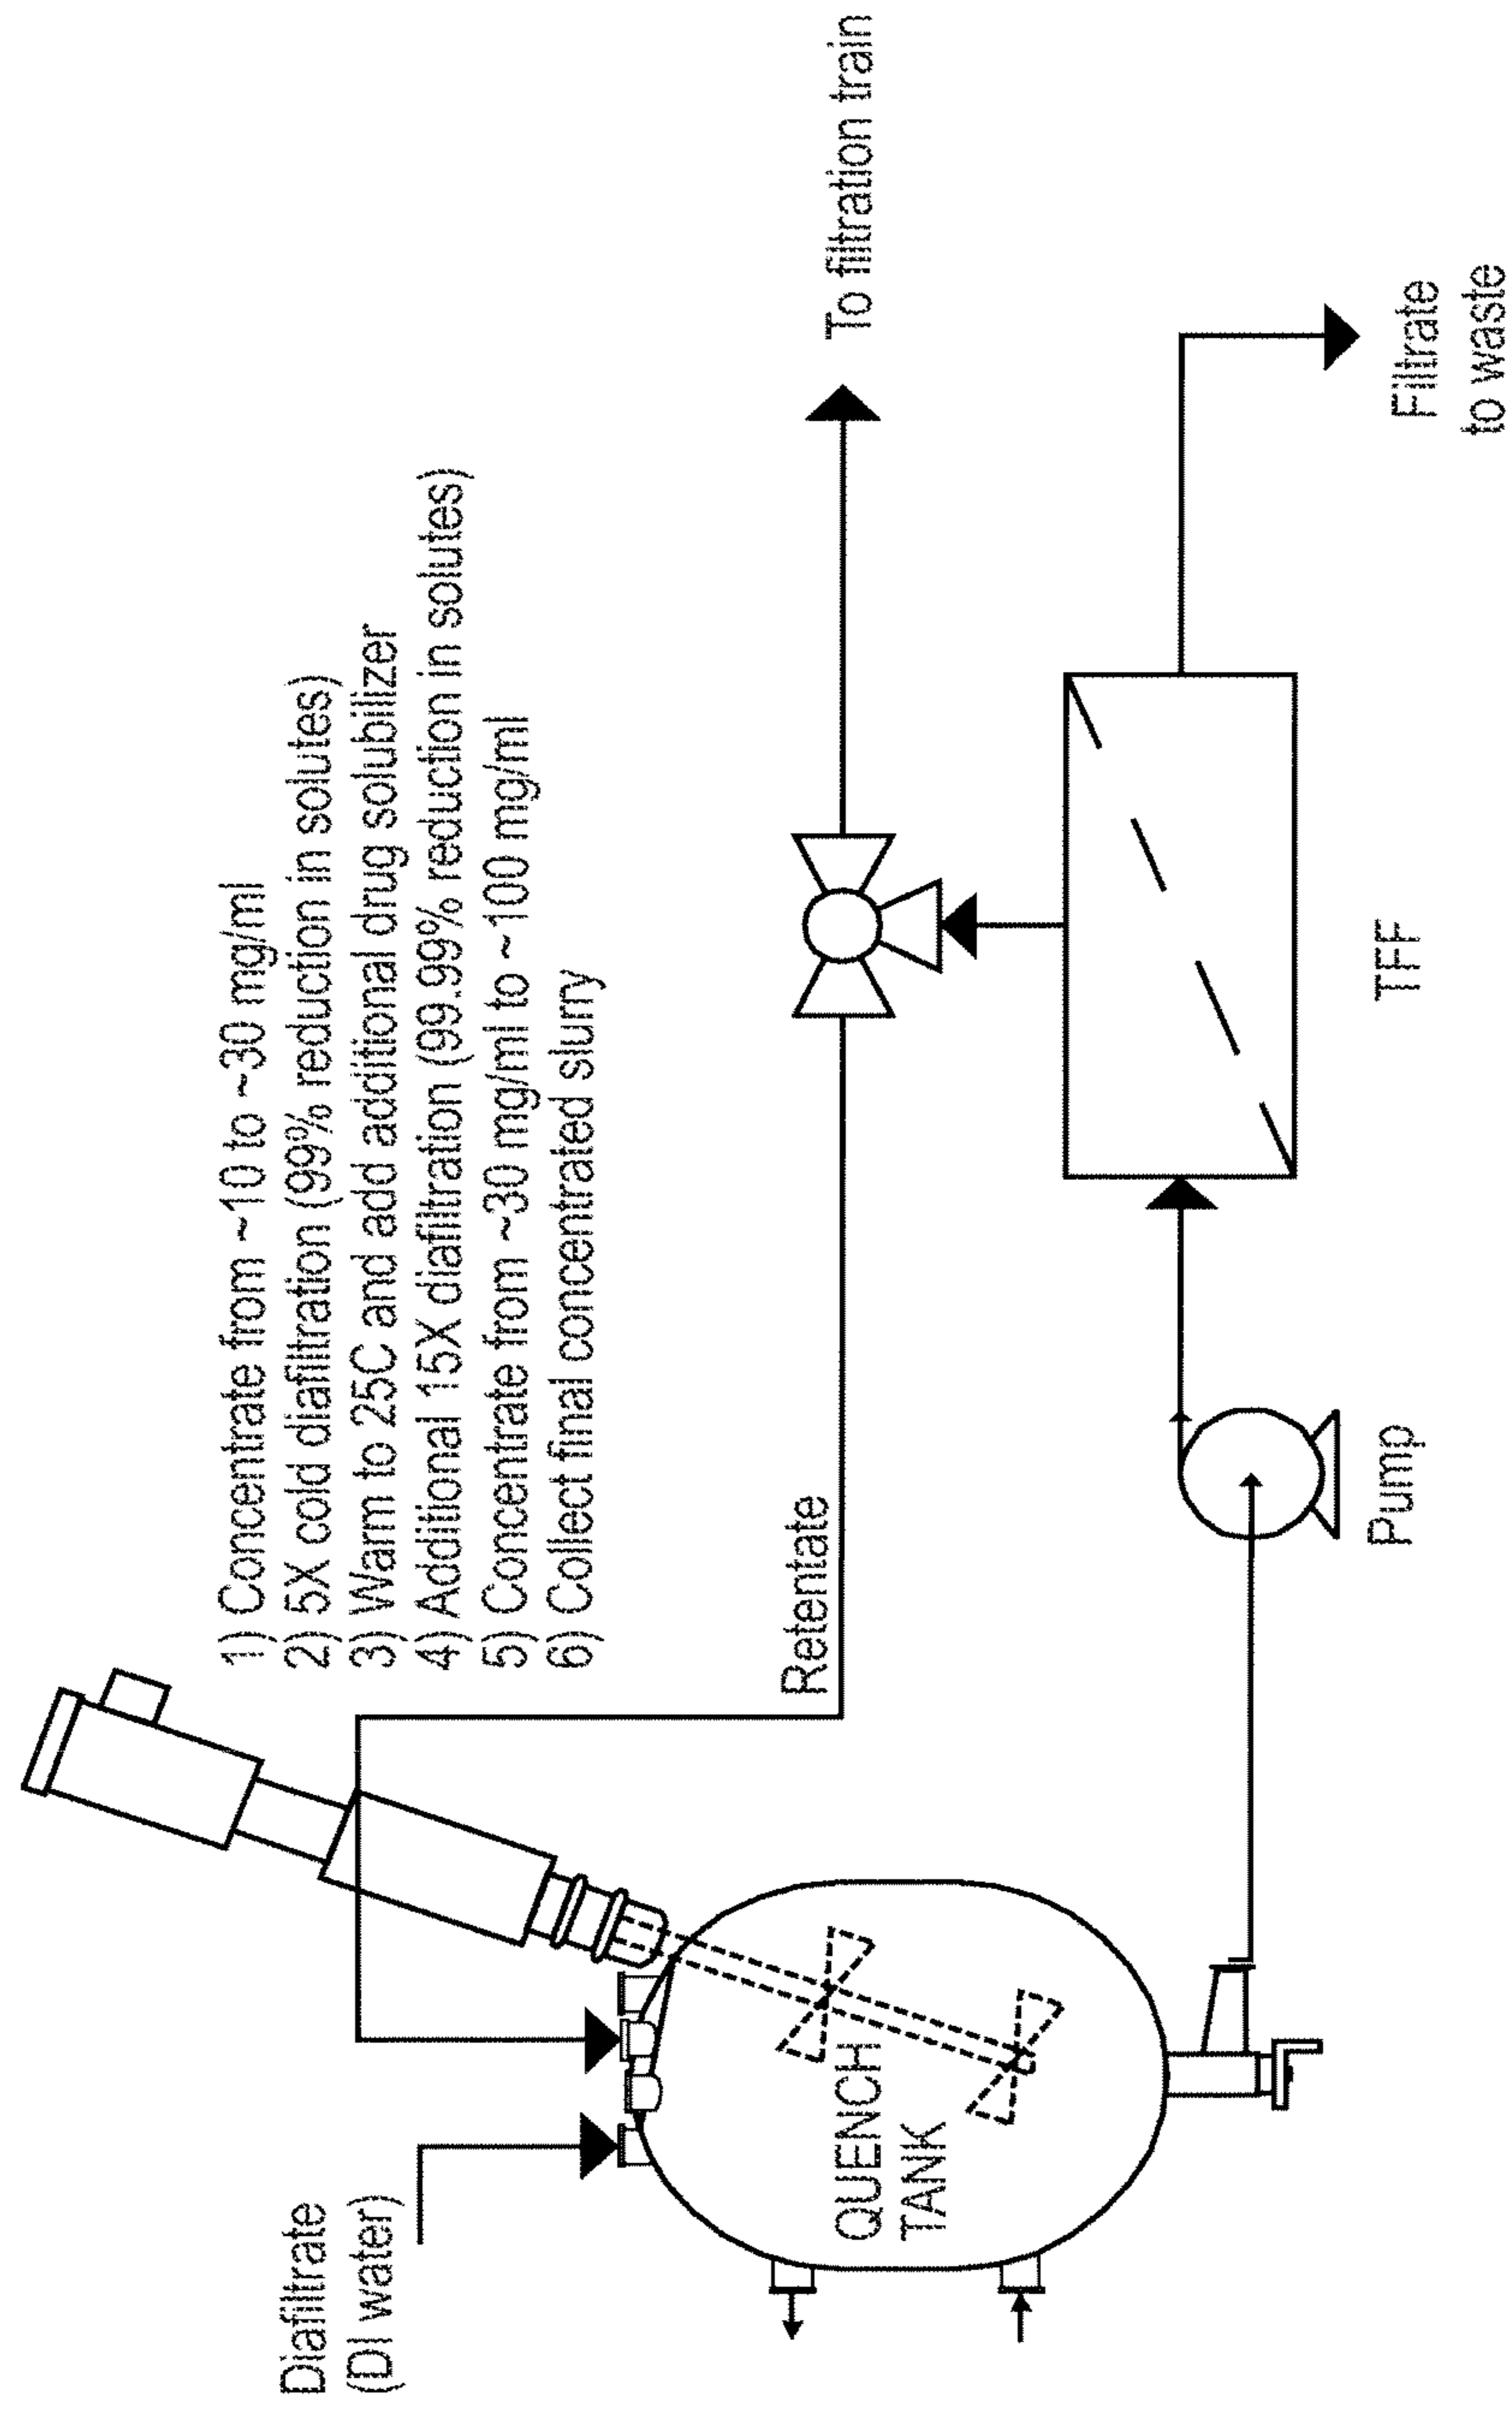 1) Concentrate from ~10 to ~30 mg/ml
2) 5X cold diafiltration (99% reduction in solutes)
3) Warm to 25C and add additional drug solubilizer
4) Additional 15X diafiltration (99.99% reduction in solutes)
5) Concentrate from ~30 mg/ml to ~100 mg/ml
6) Collect final concentrated slurry
Diafiltrate
(DI water)
Retentate
To filtration train
QUENCH
TANK
Pump
TFF
Filtrate
to waste